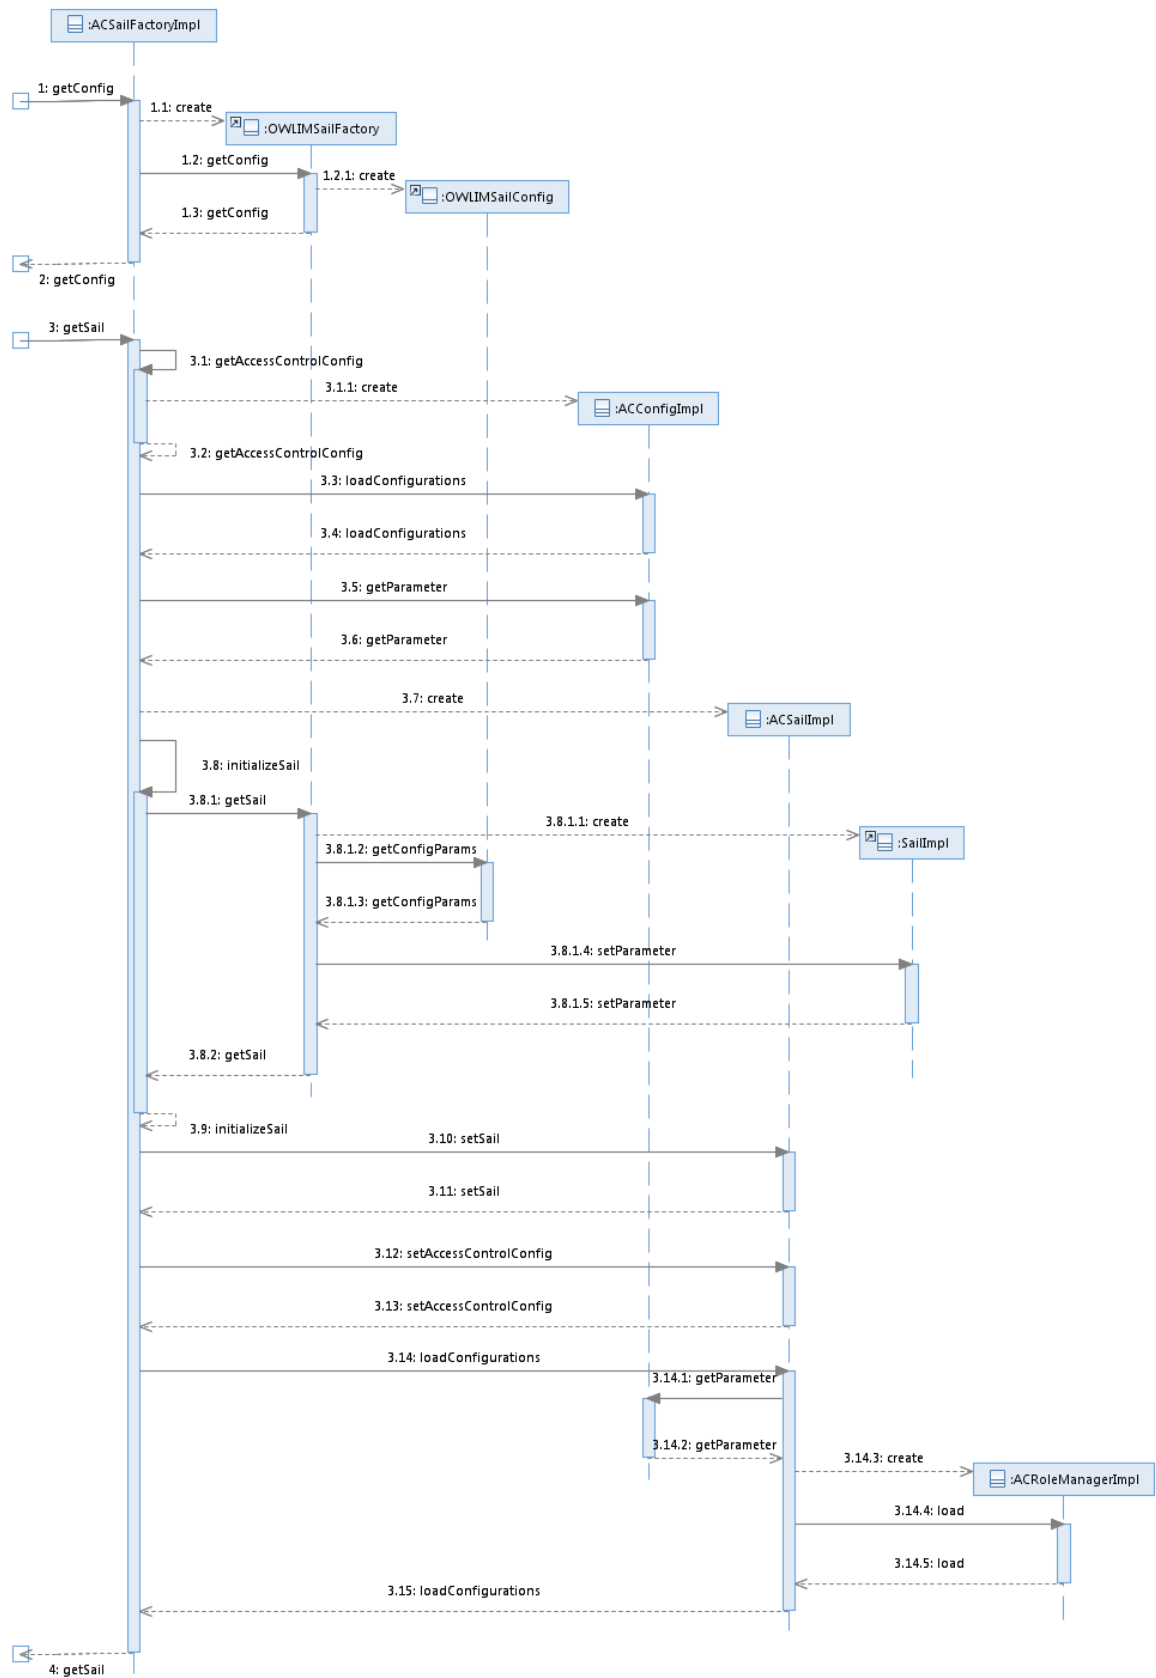 :ACSailFactoryImpl
1: getConfig
1.1: create
:OWLIMSailFactory
1.2: getConfig
1.2.1: create
:OWLIMSailConfig
1.3: getConfig
2: getConfig
3: getSail
3.1: getAccessControlConfig
3.1.1: create
:ACConfigImpl
3.2: getAccessControlConfig
3.3: loadConfigurations
3.4: loadConfigurations
3.5: getParameter
3.6: getParameter
3.7: create
:ACSailImpl
3.8: initializeSail
3.8.1: getSail
3.8.1.1: create
:SailImpl
3.8.1.2: getConfigParams
3.8.1.3: getConfigParams
3.8.1.4: setParameter
3.8.1.5: setParameter
3.8.2: getSail
3.9: initializeSail
3.10: setSail
3.11: setSail
3.12: setAccessControlConfig
3.13: setAccessControlConfig
3.14: loadConfigurations
3.14.1: getParameter
3.14.2: getParameter
3.14.3: create
:ACRoleManagerImpl
3.14.4: load
3.14.5: load
3.15: loadConfigurations
4: getSail